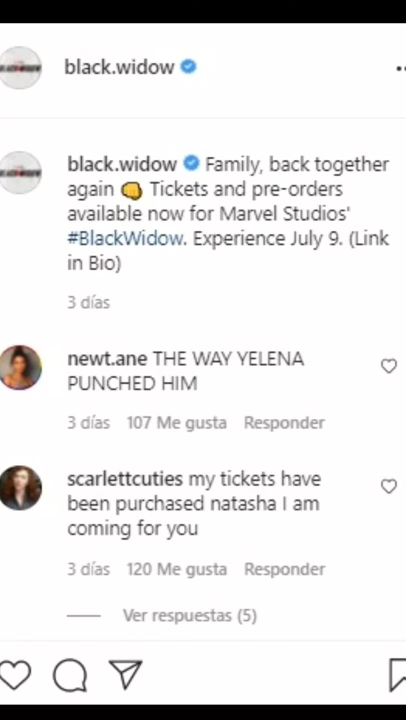 black.widow
black.widow Family, back together
again 👊 Tickets and pre-orders
available now for Marvel Studios'
#BlackWidow. Experience July 9. (Link
in Bio)
3 días
newt.ane THE WAY YELENA
PUNCHED HIM
3 días 107 Me gusta Responder
scarlettcuties my tickets have
been purchased natasha I am
coming for you
3 días 120 Me gusta Responder
Ver respuestas (5)